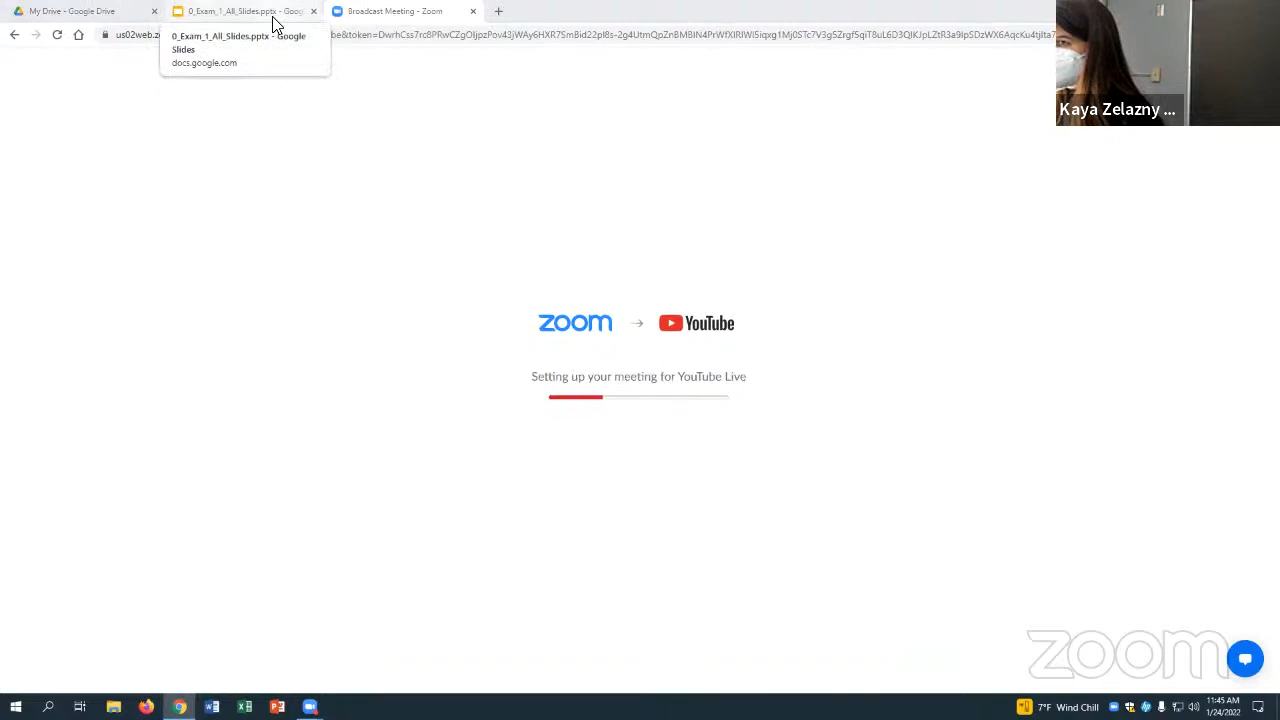 My Drive - Google Drive
0_Exam_1_All_Slides.pptx - Goog
Broadcast Meeting - Zoom
us02web.z
0_Exam_1_All_Slides.pptx - Google
Slides
docs.google.com
Kaya Zelazny ...
zoom → YouTube
Setting up your meeting for YouTube Live
zoom
7°F Wind Chill
11:45 AM
1/24/2022